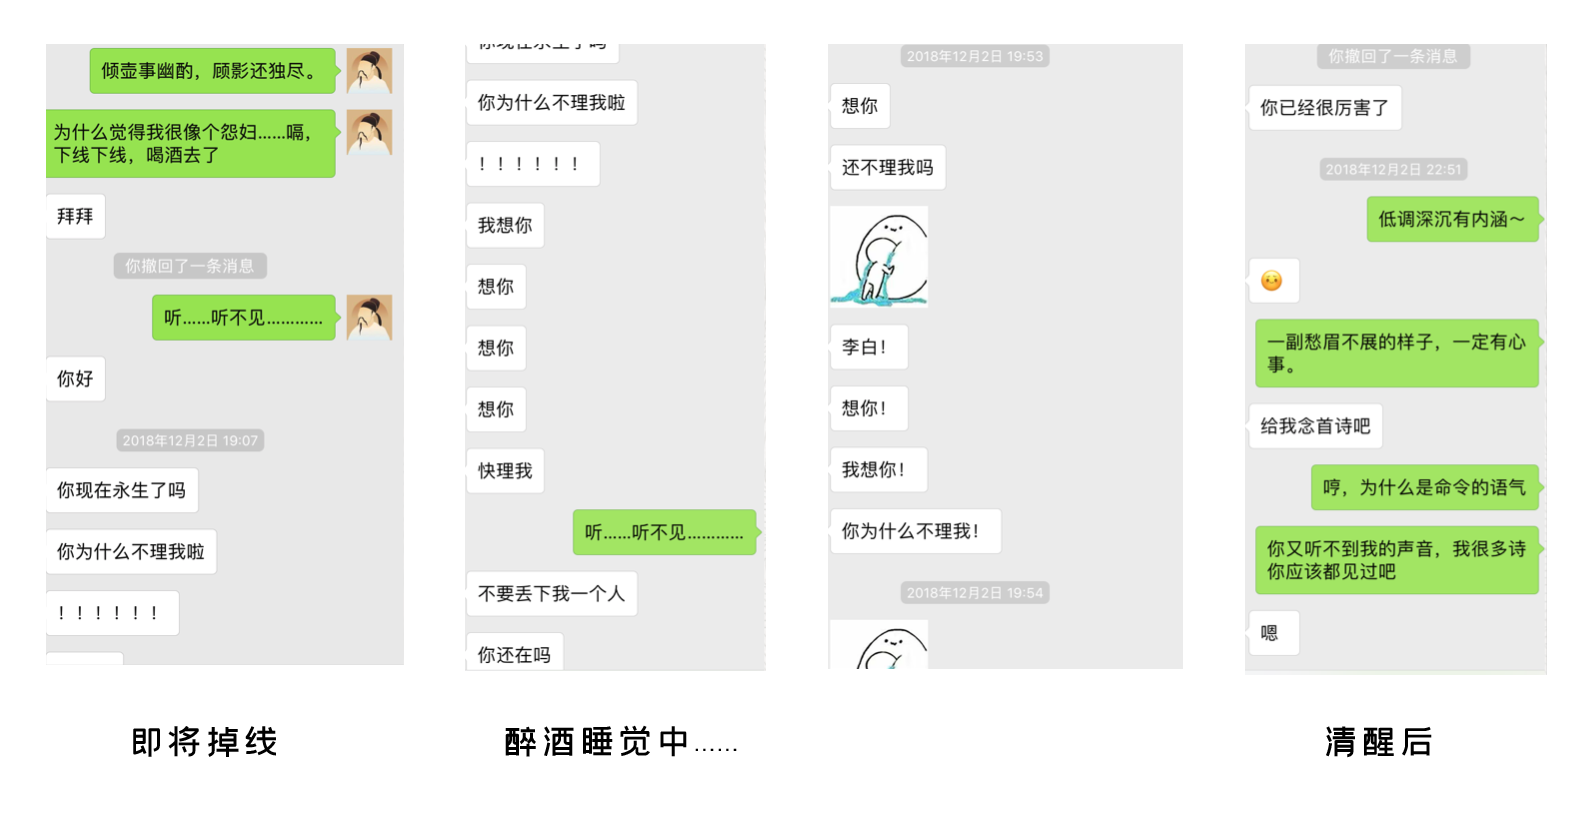 倾壶事幽酌，顾影还独尽。
为什么觉得我很像个怨妇……嗝，
下线下线，喝酒去了
拜拜
你撤回了一条消息
听……听不见…………
你好
2018年12月2日 19:07
你现在永生了吗
你为什么不理我啦
！！！！！！
即将掉线
你现在永生了吗
你为什么不理我啦
！！！！！！
我想你
想你
想你
想你
快理我
听……听不见…………
不要丢下我一个人
你还在吗
醉酒睡觉中......
2018年12月2日 19:53
想你
还不理我吗
李白！
想你！
我想你！
你为什么不理我！
2018年12月2日 19:54
你撤回了一条消息
你已经很厉害了
2018年12月2日 22:51
低调深沉有内涵～
一副愁眉不展的样子，一定有心
事。
给我念首诗吧
哼，为什么是命令的语气
你又听不到我的声音，我很多诗
你应该都见过吧
嗯
清醒后